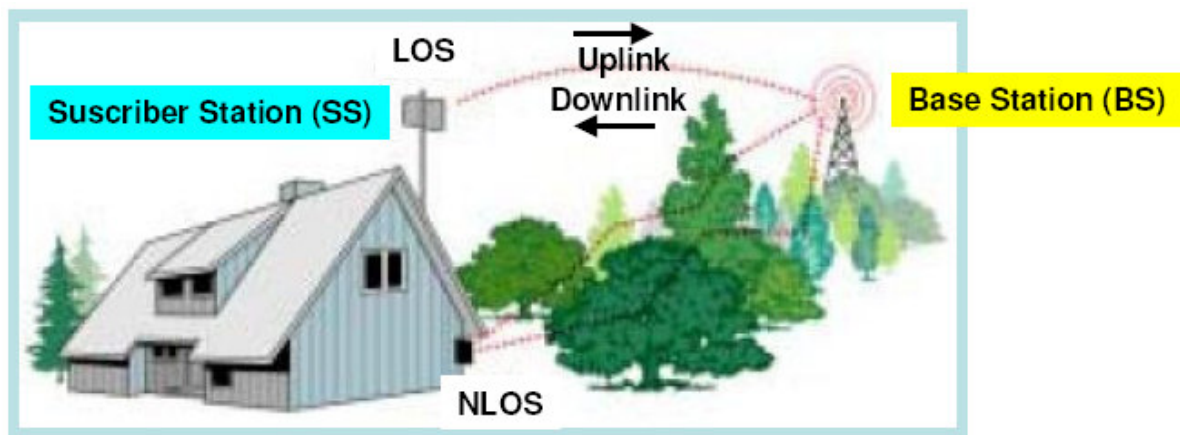 LOS
Uplink
Downlink
Suscriber Station (SS)
Base Station (BS)
NLOS